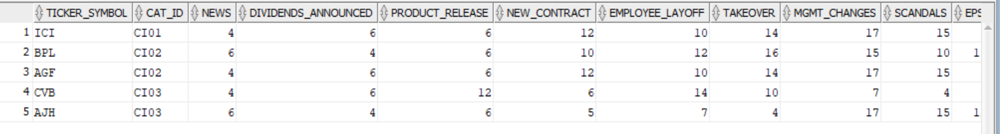 TICKER_SYMBOL CAT_ID NEWS DIVIDENDS_ANNOUNCED PRODUCT_RELEASE NEW_CONTRACT EMPLOYEE_LAYOFF TAKEOVER MGMT_CHANGES SCANDALS EPS
1 ICI CI01 4 6 6 12 10 14 17 15
2 BPL CI02 6 4 6 10 12 16 15 10 1
3 AGF CI02 4 6 6 12 10 14 17 15
4 CVB CI03 4 6 12 6 14 10 7 4
5 AJH CI03 6 4 6 5 7 4 17 15 1